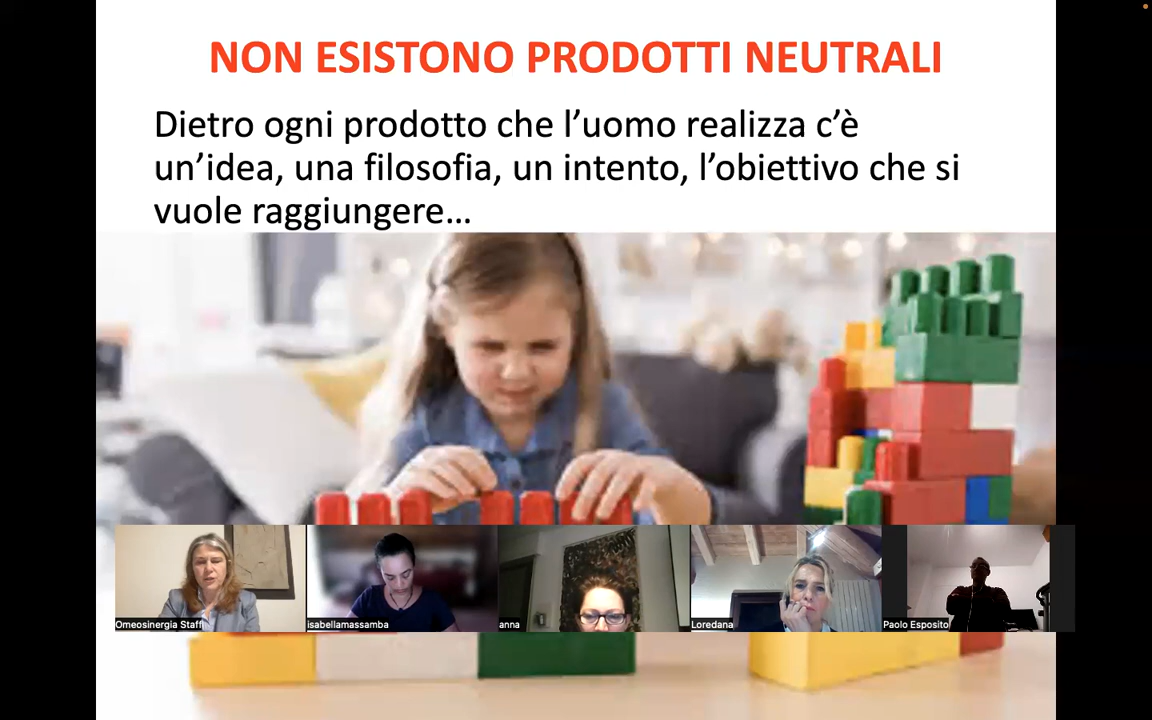 NON ESISTONO PRODOTTI NEUTRALI
Dietro ogni prodotto che l’uomo realizza c’è
un’idea, una filosofia, un intento, l’obiettivo che si
vuole raggiungere…
Omeosinergia Staff
isabellamassamba
anna
Loredana
Paolo Esposito